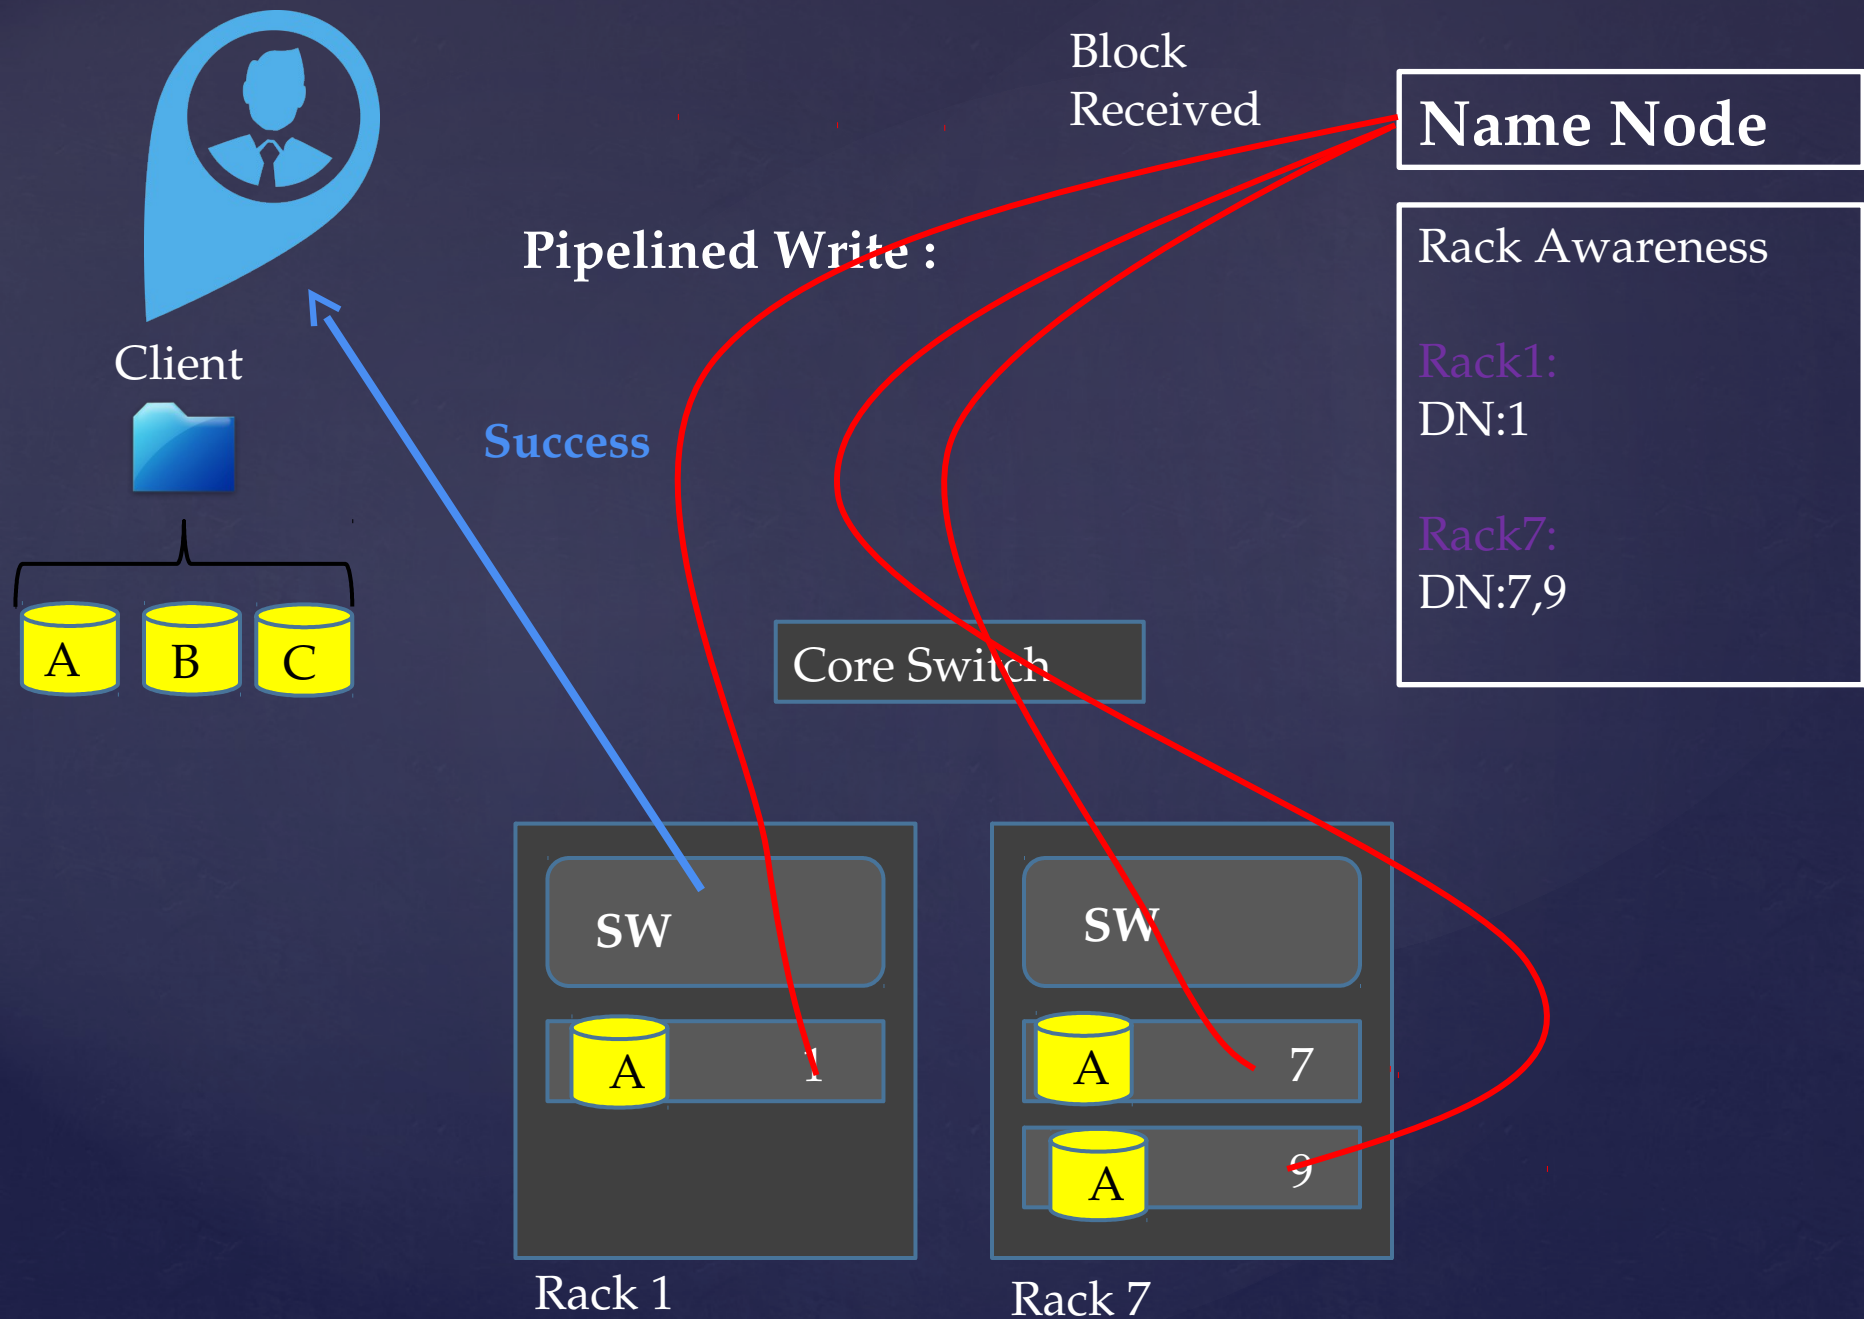 Block
Received
Name Node
Pipelined Write :
Rack Awareness
Rack1:
DN:1
Rack7:
DN:7,9
Client
Success
A
B
C
Core Switch
SW
SW
A
1
A
7
A
9
Rack 1
Rack 7